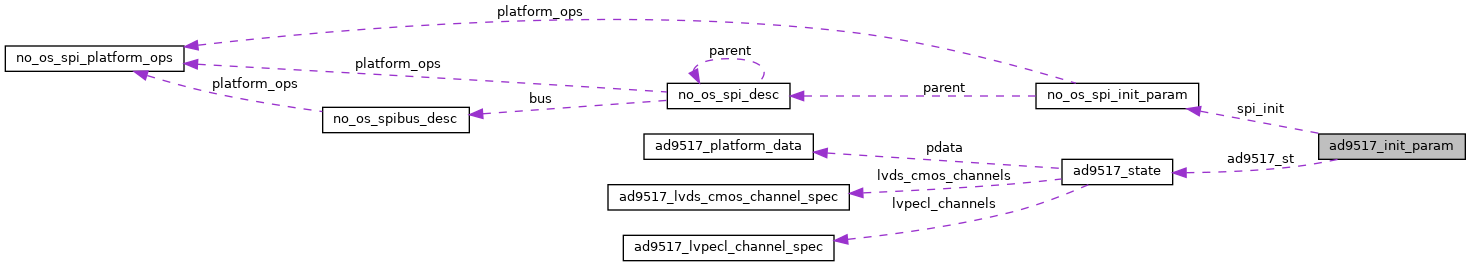 platform_ops
no_os_spi_platform_ops
parent
platform_ops
platform_ops
no_os_spi_desc
parent
no_os_spi_init_param
bus
spi_init
no_os_spibus_desc
ad9517_platform_data
pdata
ad9517_init_param
ad9517_st
lvds_cmos_channels
ad9517_state
ad9517_lvds_cmos_channel_spec
lvpecl_channels
ad9517_lvpecl_channel_spec